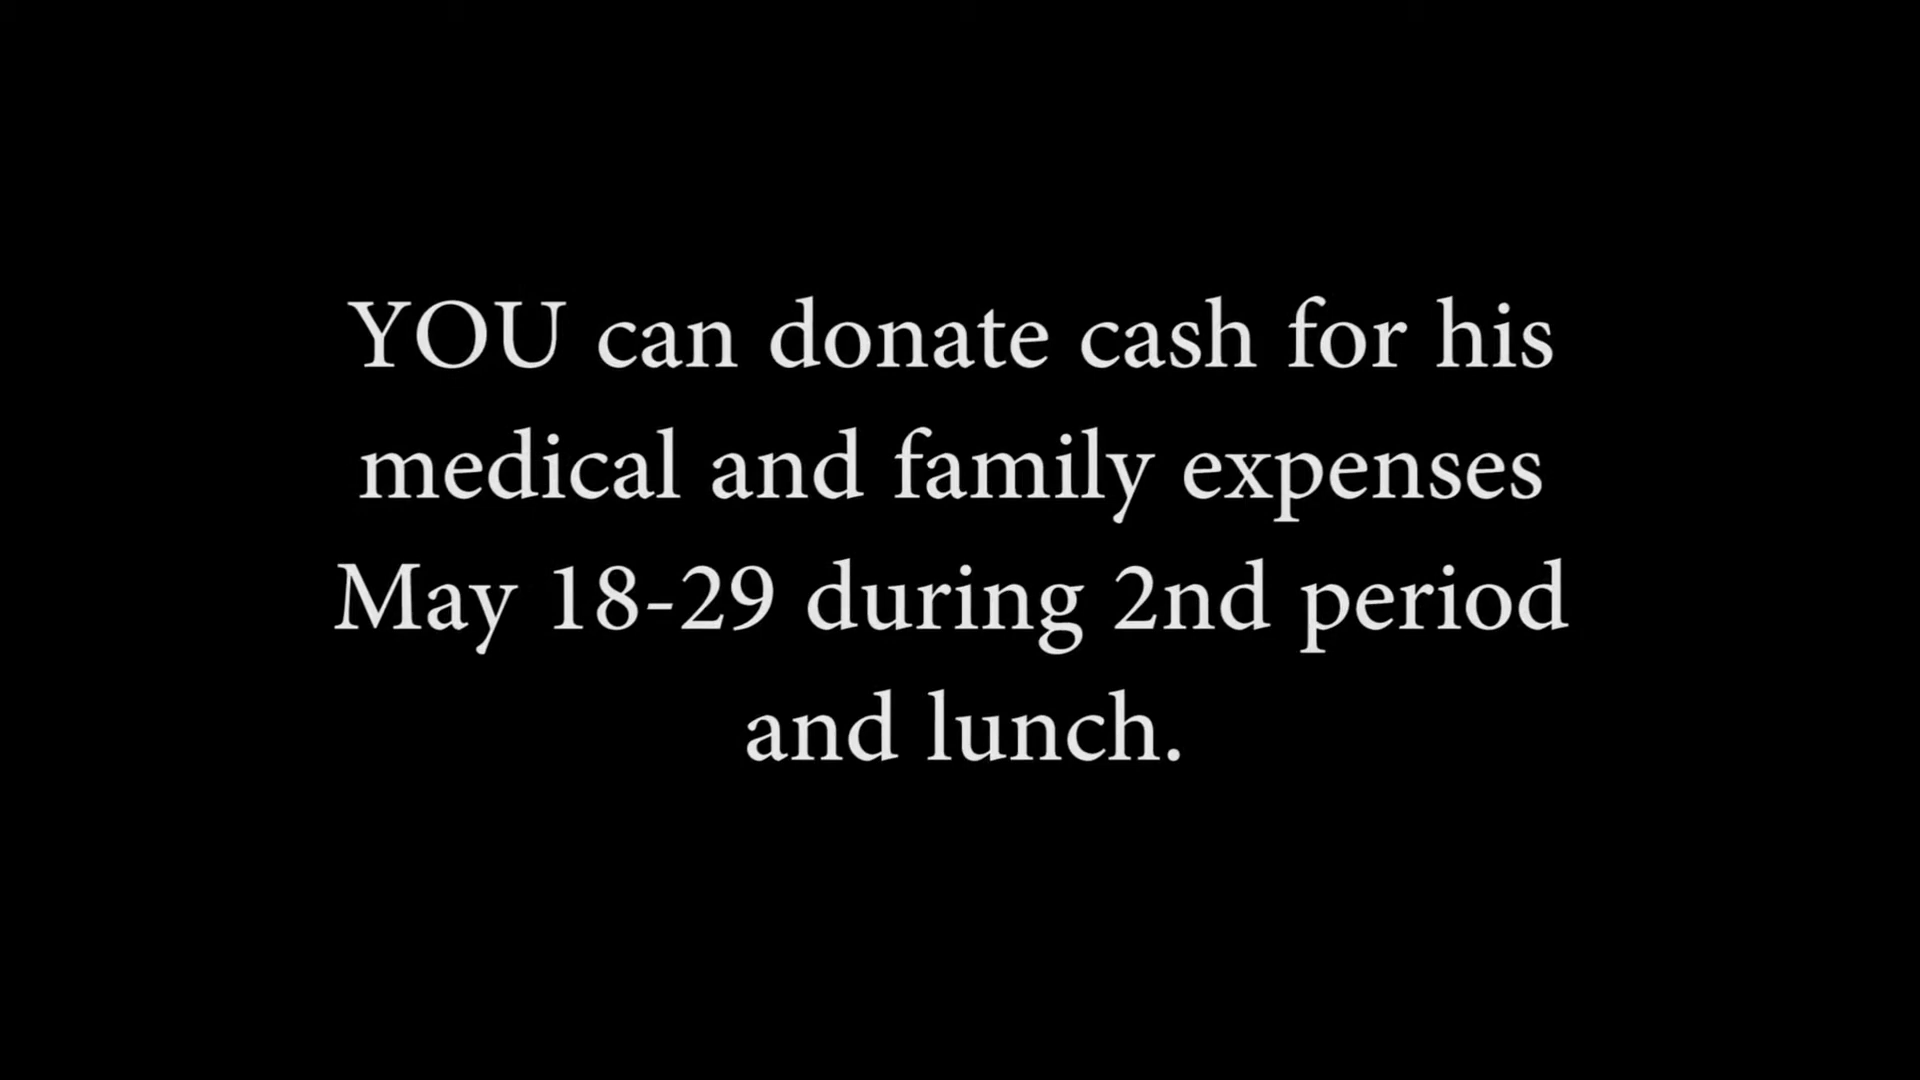 YOU can donate cash for his
medical and family expenses
May 18-29 during 2nd period
and lunch.